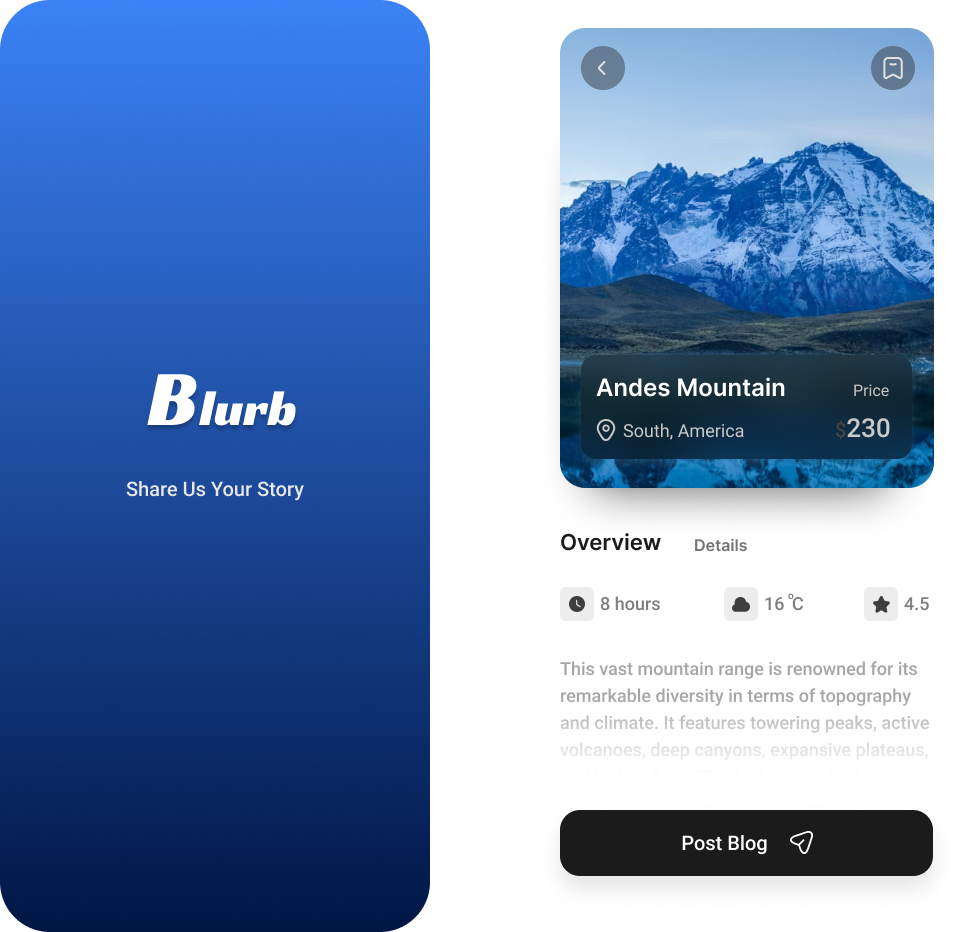 Blurb
Share Us Your Story
Andes Mountain
Price
South, America
$230
Overview
Details
8 hours
16 ℃
4.5
This vast mountain range is renowned for its
remarkable diversity in terms of topography
and climate. It features towering peaks, active
volcanoes, deep canyons, expansive plateaus,
Post Blog